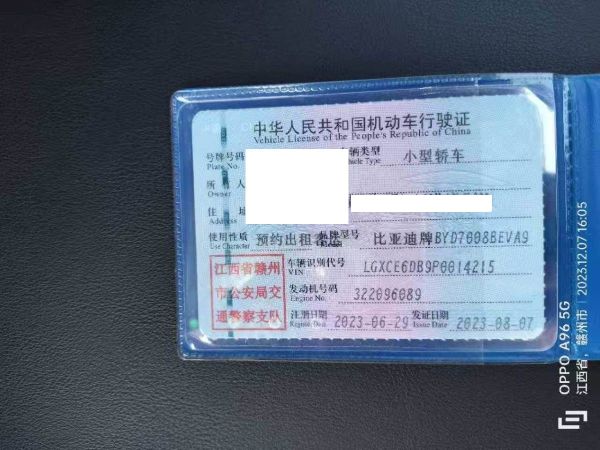 中华人民共和国机动车行驶证
Vehicle License of the People's Republic of China
号牌号码
Plate No.
车辆类型
Vehicle Type
小型轿车
所 有 人
Owner
住 址
Address
使用性质
Use Character
预约出租客运
品牌型号
比亚迪牌BYD7008BEVA9
江西省赣州
市公安局交
通警察支队
车辆识别代号
VIN
LGXCE6DB9P0014215
发动机号码
Engine No.
322096089
注册日期
Register Date
2023-06-29
发证日期
Issue Date
2023-08-07
OPPO A96 5G
江西省，赣州市 | 2023.12.07 16:05